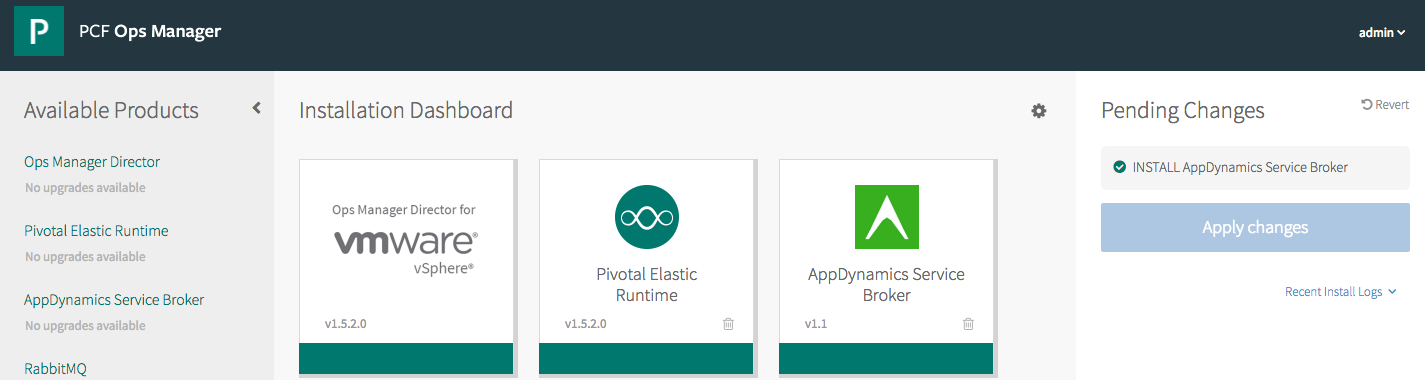 P
PCF Ops Manager
admin
Available Products
Ops Manager Director
No upgrades available
Pivotal Elastic Runtime
No upgrades available
AppDynamics Service Broker
No upgrades available
RabbitMQ
Installation Dashboard
Ops Manager Director for
vmware®
vSphere®
v1.5.2.0
Pivotal Elastic
Runtime
v1.5.2.0
AppDynamics Service
Broker
v1.1
Pending Changes
Revert
INSTALL AppDynamics Service Broker
Apply changes
Recent Install Logs